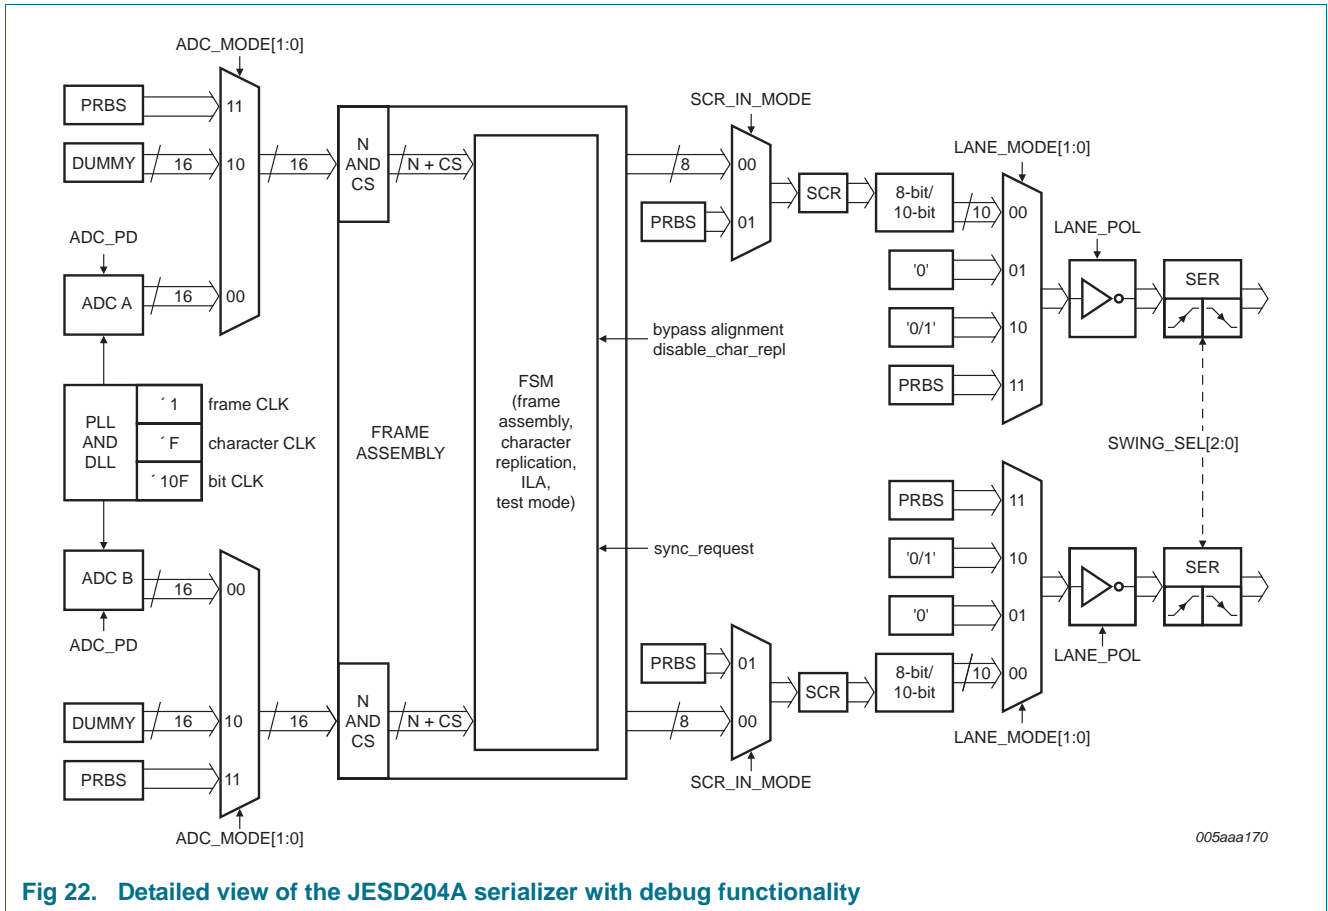 ADC_MODE[1:0]
PRBS
11
DUMMY
16
10
16
ADC_PD
ADC A
16
00
N
AND
CS
N + CS
PLL
AND
DLL
´ 1
frame CLK
´ F
character CLK
´ 10F
bit CLK
FRAME
ASSEMBLY
FSM
(frame
assembly,
character
replication,
ILA,
test mode)
bypass alignment
disable_char_repl
sync_request
ADC B
16
00
ADC_PD
DUMMY
16
10
16
PRBS
11
ADC_MODE[1:0]
N
AND
CS
N + CS
SCR_IN_MODE
8
00
PRBS
01
SCR
8-bit/
10-bit
10
LANE_MODE[1:0]
00
'0'
01
'0/1'
10
PRBS
11
LANE_POL
SER
SWING_SEL[2:0]
PRBS
11
'0/1'
10
'0'
01
8-bit/
10-bit
10
00
LANE_MODE[1:0]
LANE_POL
SER
PRBS
01
8
00
SCR
SCR_IN_MODE
005aaa170
Fig 22. Detailed view of the JESD204A serializer with debug functionality